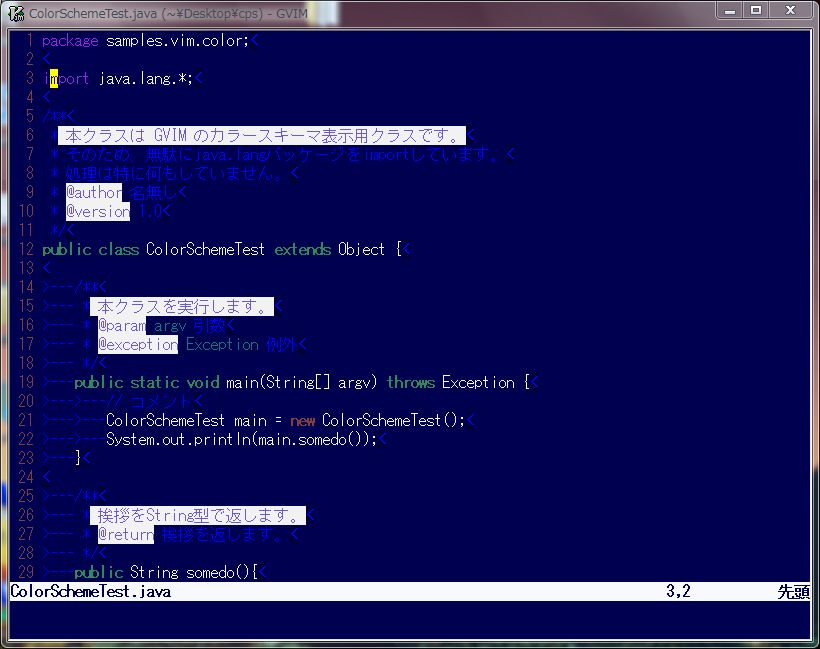 ColorSchemeTest.java (~¥Desktop¥cps) - GVIM
1 package samples.vim.color;<
2 <
3 import java.lang.*;<
4 <
5 /**<
6  * 本クラスは GVIM のカラースキーマ表示用クラスです。<
7  * そのため、無駄にjava.langパッケージをimportしています。<
8  * 処理は特に何もしていません。<
9  * @author 名無し<
10  * @version 1.0<
11  */<
12 public class ColorSchemeTest extends Object {<
13 <
14 >---/**<
15 >--- * 本クラスを実行します。<
16 >--- * @param argv 引数<
17 >--- * @exception Exception 例外<
18 >--- */<
19 >---public static void main(String[] argv) throws Exception {<
20 >--->---// コメント<
21 >--->---ColorSchemeTest main = new ColorSchemeTest();<
22 >--->---System.out.println(main.somedo());<
23 >---}<
24 <
25 >---/**<
26 >--- * 挨拶をString型で返します。<
27 >--- * @return 挨拶を返します。<
28 >--- */<
29 >---public String somedo(){<
ColorSchemeTest.java 3,2 先頭